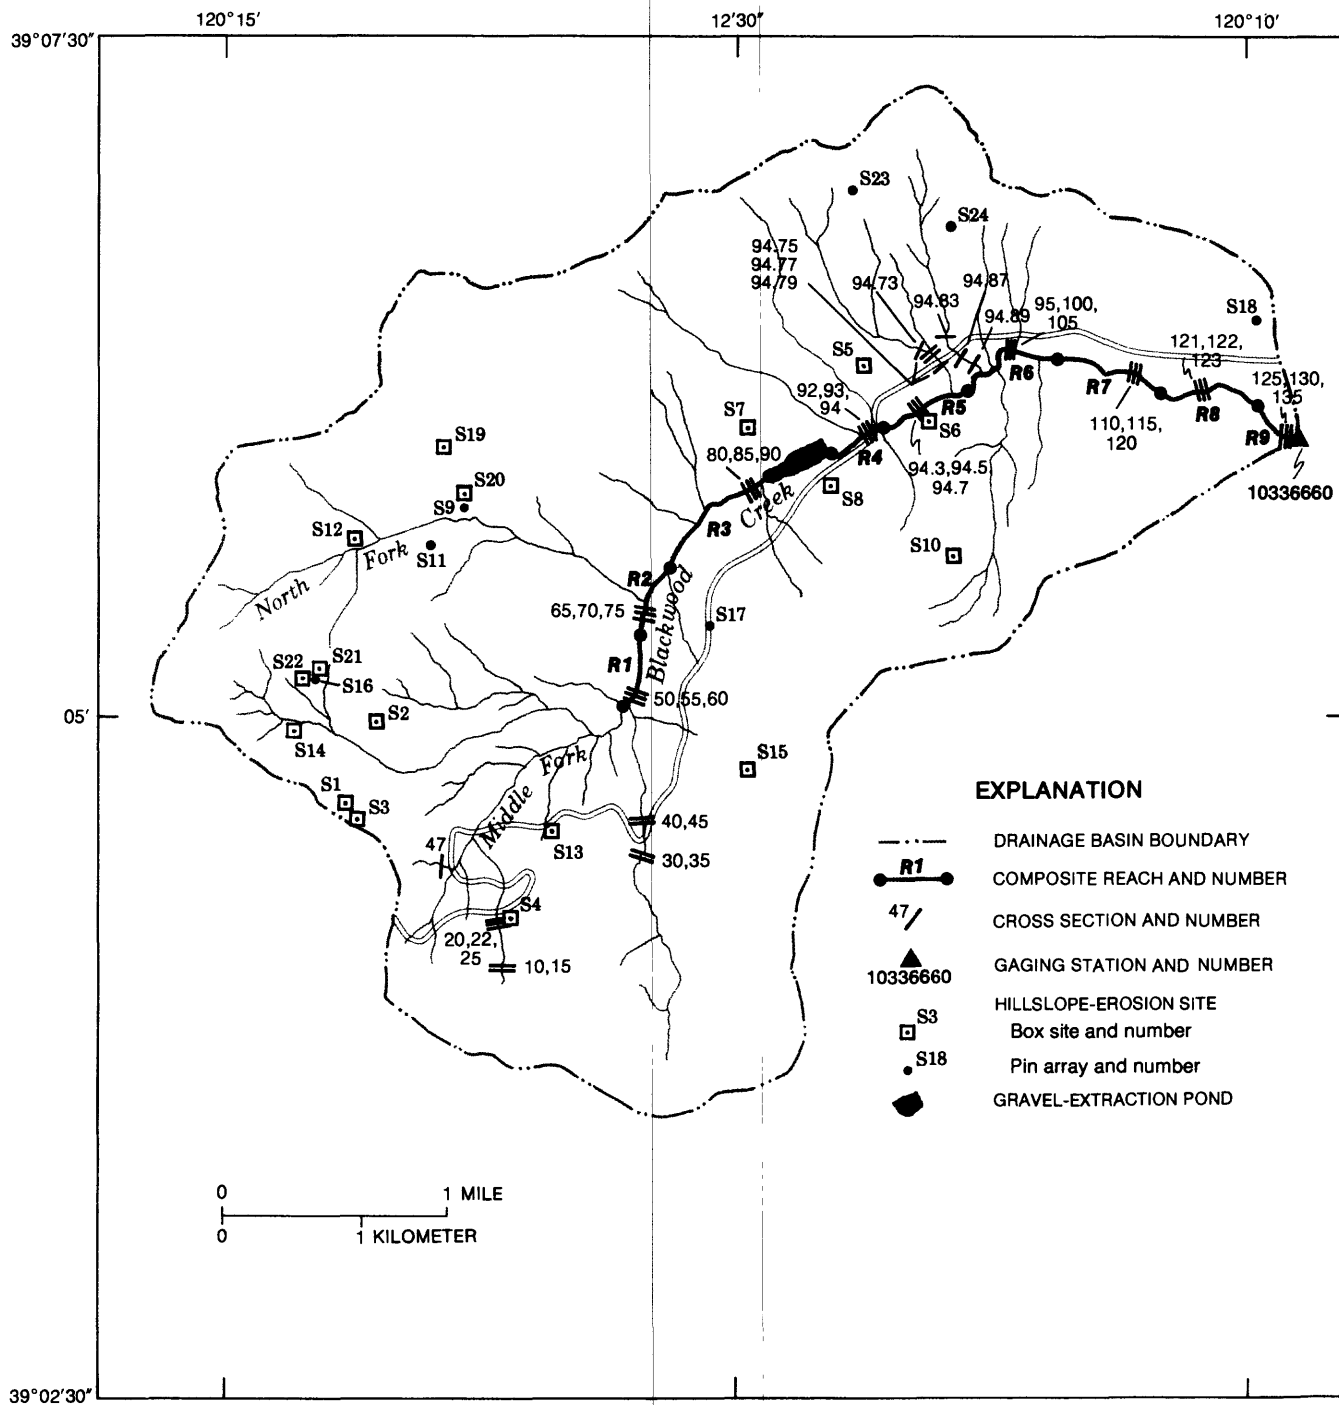 120°15'
12'30"
120°10'
39°07'30"
S23
S24
94.75
94.77
94.79
94.73
94.87
94.83
94.89
95,100,
105
S18
121,122,
123
S5
R6
R7
125,130,
135
92,93,
94
R5
R8
S7
S6
110,115,
120
R9
S19
80,85,90
R4
94.3,94.5,
94.7
S20
S9
Creek
S8
10336660
S12
R3
Fork
S11
S10
North
R2
65,70,75
Blackwood
S17
S22
S21
S16
R1
50,55,60
05'
S2
S14
Fork
S15
S1
S3
Middle
40,45
47
S13
30,35
S4
20,22,
25
10,15
EXPLANATION
DRAINAGE BASIN BOUNDARY
R1
COMPOSITE REACH AND NUMBER
47
CROSS SECTION AND NUMBER
10336660
GAGING STATION AND NUMBER
HILLSLOPE-EROSION SITE
S3
Box site and number
S18
Pin array and number
GRAVEL-EXTRACTION POND
0 1 MILE
0 1 KILOMETER
39°02'30"